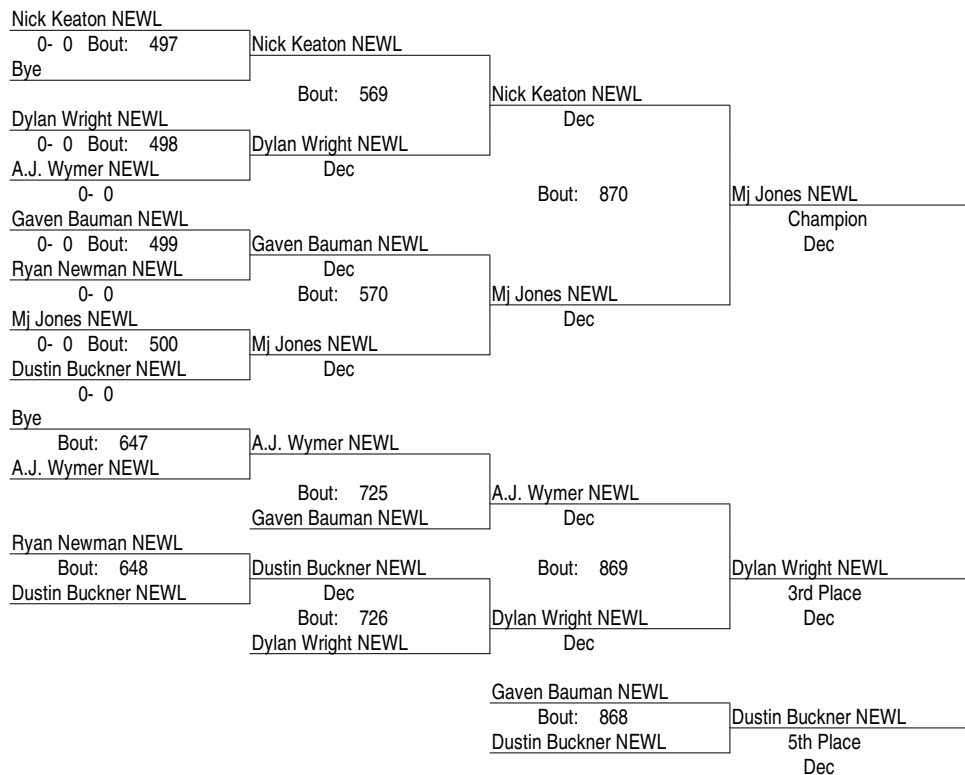 Nick Keaton NEWL
0- 0 Bout: 497 Nick Keaton NEWL
Bye
Bout: 569 Nick Keaton NEWL
Dylan Wright NEWL Dec
0- 0 Bout: 498 Dylan Wright NEWL
A.J. Wymer NEWL Dec
0- 0 Bout: 870 Mj Jones NEWL
Gaven Bauman NEWL Champion
0- 0 Bout: 499 Gaven Bauman NEWL Dec
Ryan Newman NEWL Dec
0- 0 Bout: 570 Mj Jones NEWL
Mj Jones NEWL Dec
0- 0 Bout: 500 Mj Jones NEWL
Dustin Buckner NEWL Dec
0- 0
Bye
Bout: 647 A.J. Wymer NEWL
A.J. Wymer NEWL
Bout: 725 A.J. Wymer NEWL
Gaven Bauman NEWL Dec
Ryan Newman NEWL
Bout: 648 Dustin Buckner NEWL Bout: 869 Dylan Wright NEWL
Dustin Buckner NEWL Dec 3rd Place
Bout: 726 Dylan Wright NEWL Dec
Dylan Wright NEWL Dec
Gaven Bauman NEWL
Bout: 868 Dustin Buckner NEWL
Dustin Buckner NEWL 5th Place
Dec